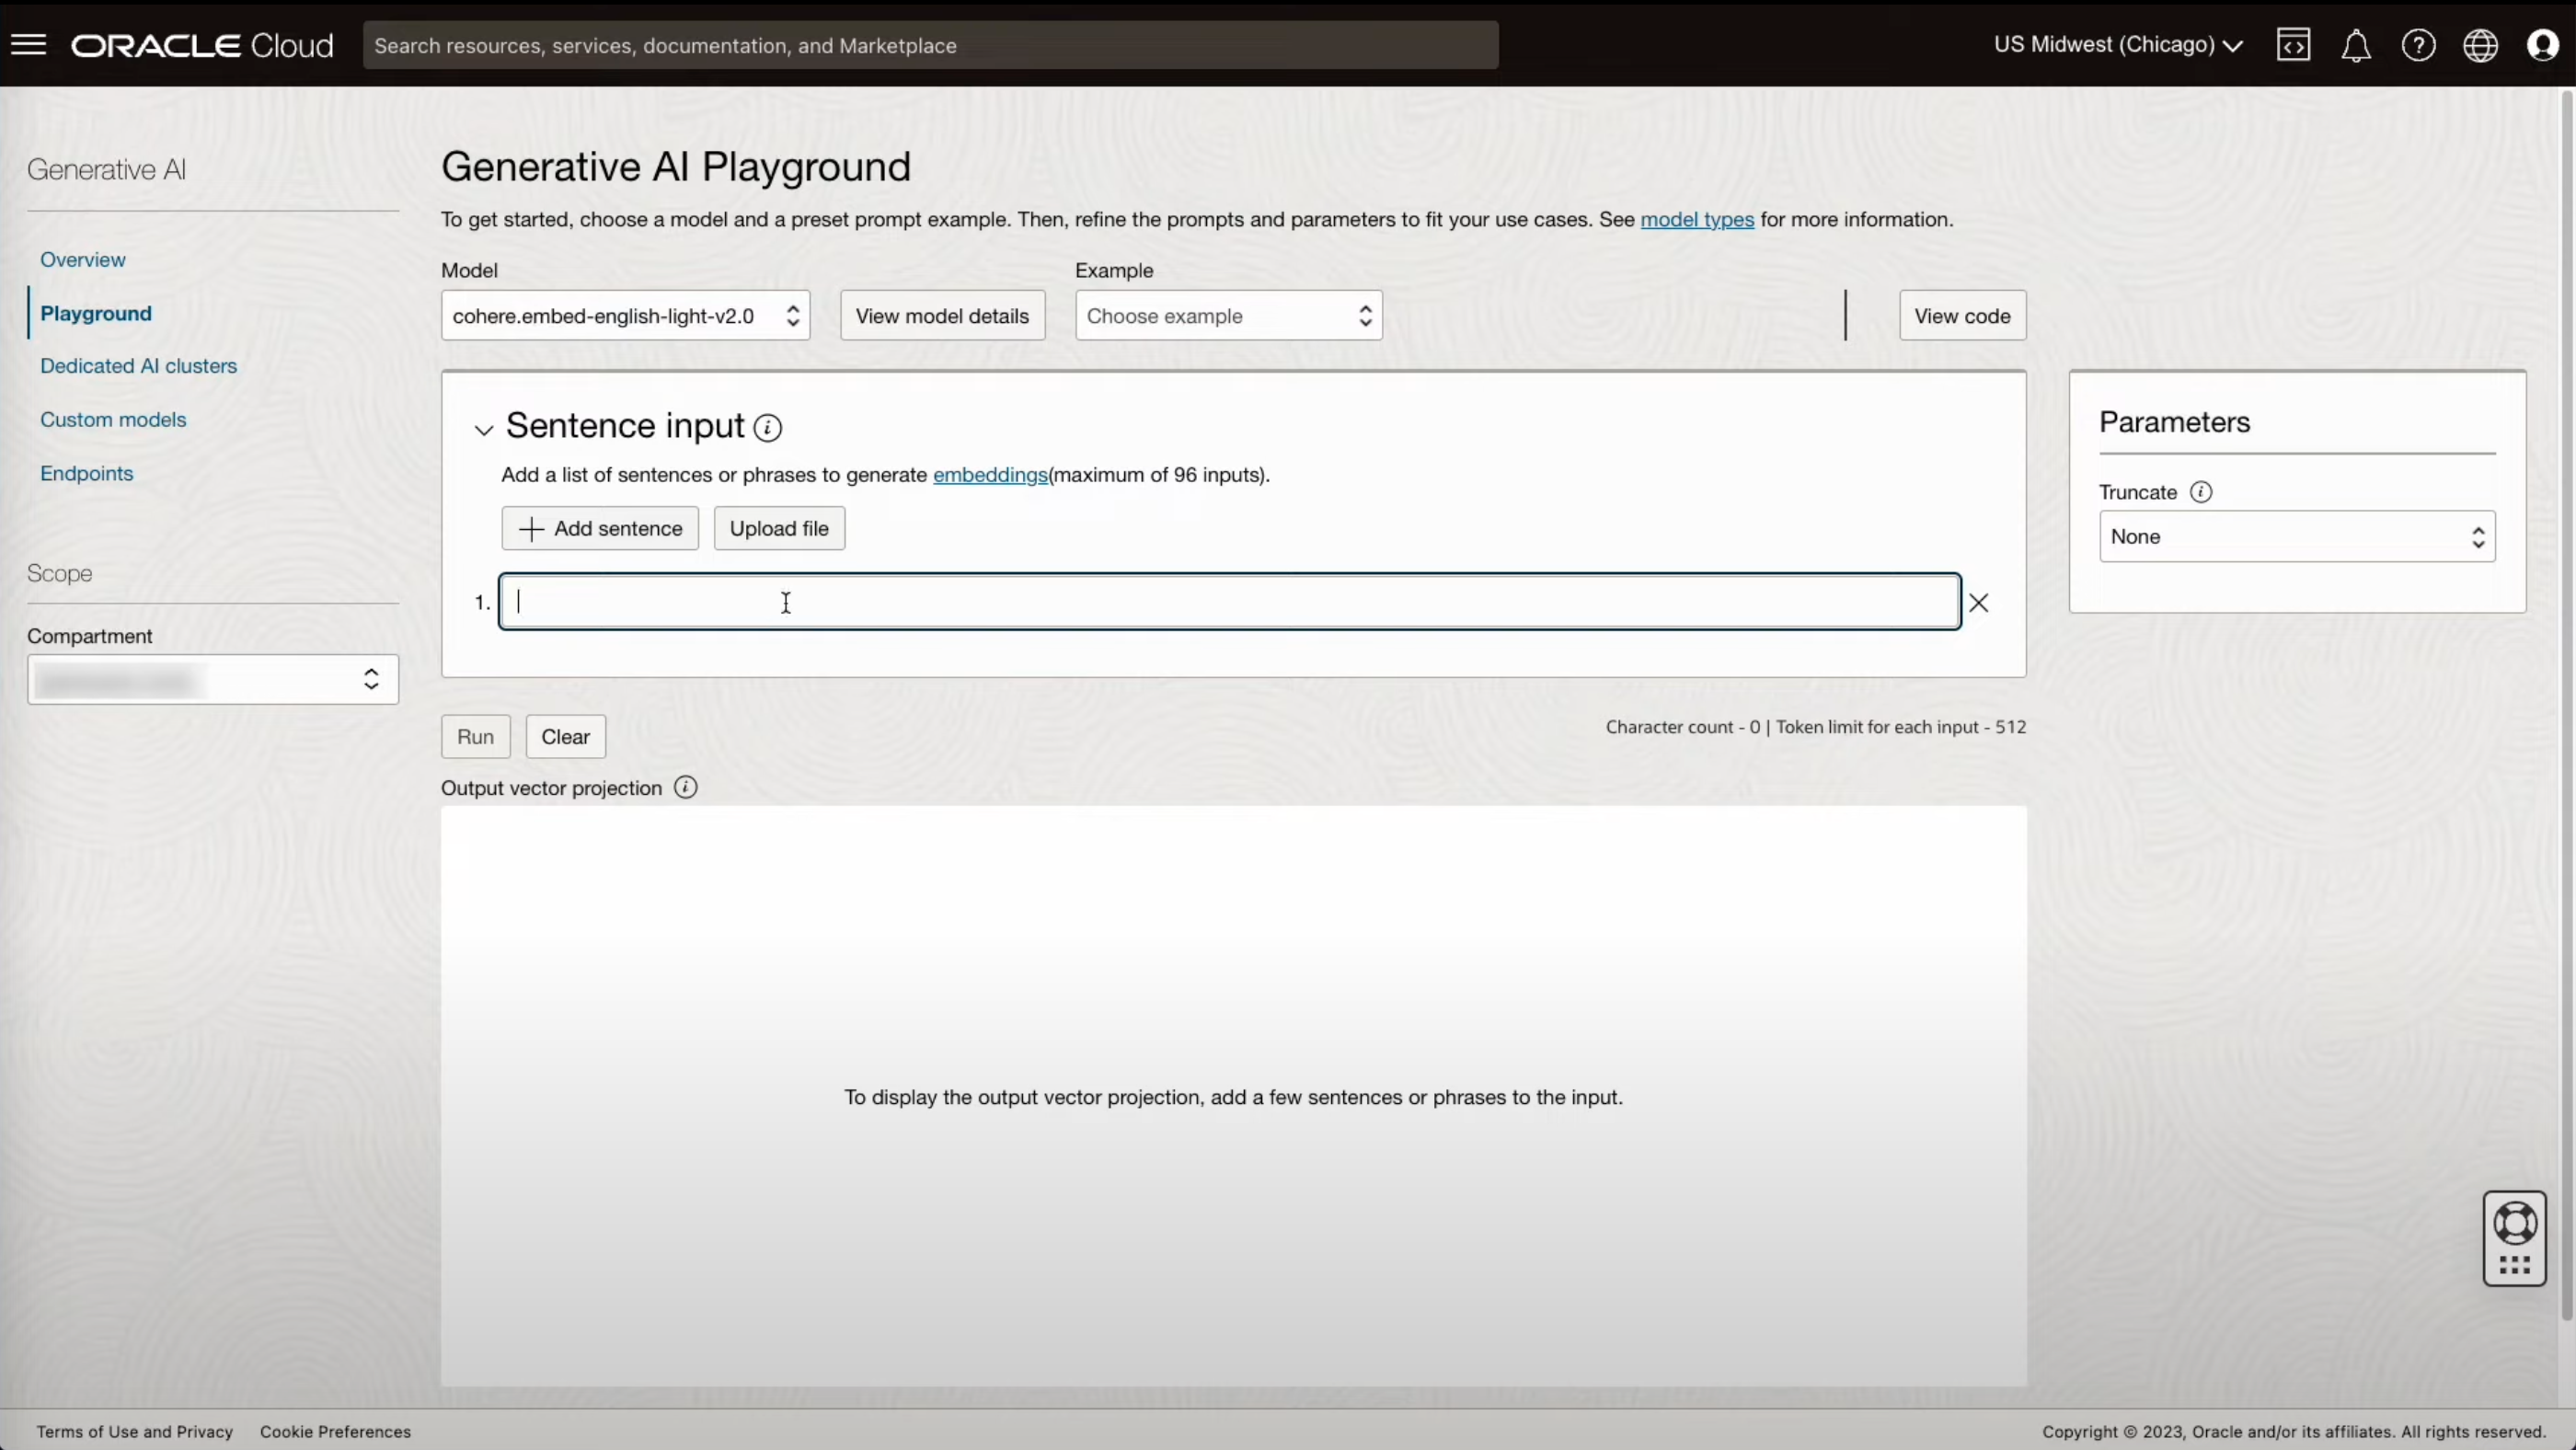 ORACLE Cloud
Search resources, services, documentation, and Marketplace
US Midwest (Chicago)
Generative AI
Overview
Playground
Dedicated AI clusters
Custom models
Endpoints
Scope
Compartment
Generative AI Playground
To get started, choose a model and a preset prompt example. Then, refine the prompts and parameters to fit your use cases. See model types for more information.
Model
Example
cohere.embed-english-light-v2.0
View model details
Choose example
View code
Sentence input
Add a list of sentences or phrases to generate embeddings(maximum of 96 inputs).
Add sentence
Upload file
1.
Parameters
Truncate
None
Run
Clear
Character count - 0 | Token limit for each input - 512
Output vector projection
To display the output vector projection, add a few sentences or phrases to the input.
Terms of Use and Privacy
Cookie Preferences
Copyright © 2023, Oracle and/or its affiliates. All rights reserved.